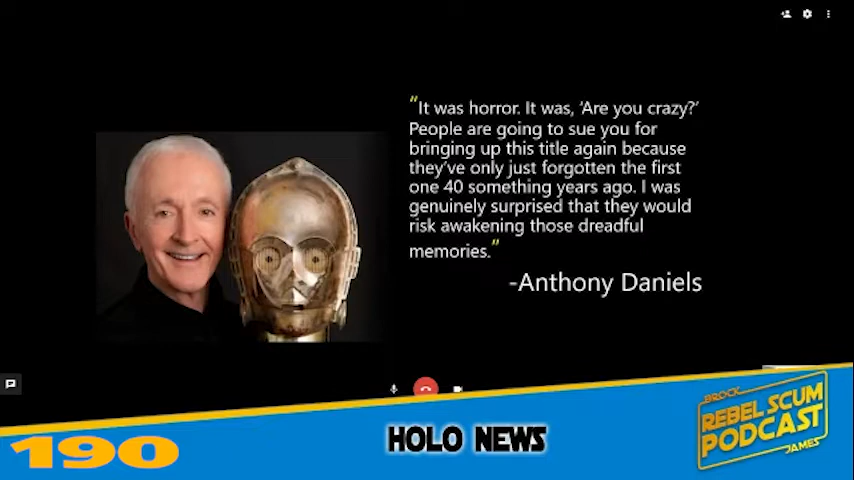 “It was horror. It was, ‘Are you crazy?’
People are going to sue you for
bringing up this title again because
they’ve only just forgotten the first
one 40 something years ago. I was
genuinely surprised that they would
risk awakening those dreadful
memories.”
-Anthony Daniels
190
HOLO NEWS
BROCK
REBEL SCUM
PODCAST
JAMES